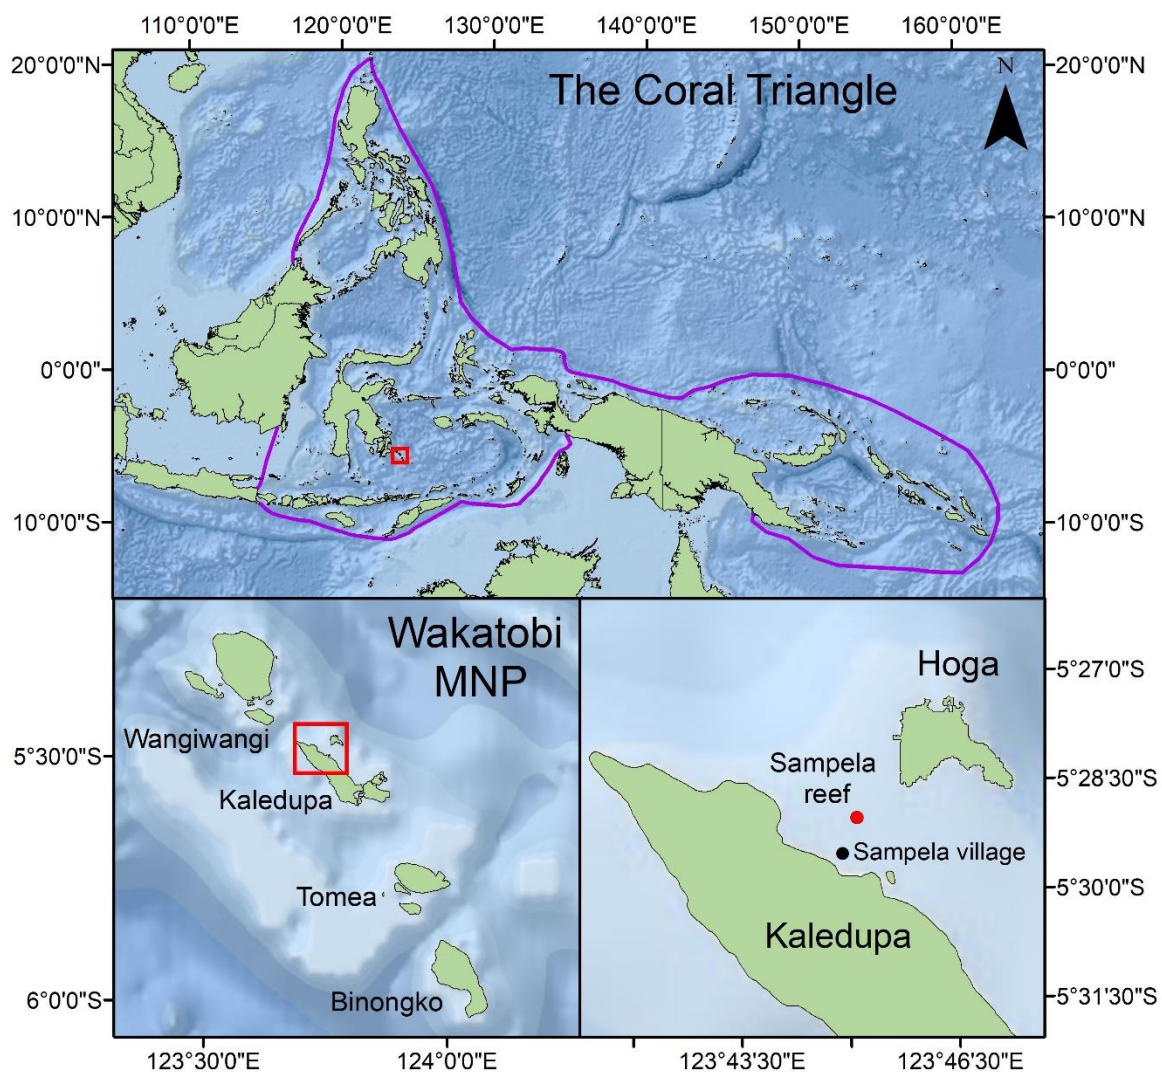 110°0'0"E 120°0'0"E 130°0'0"E 140°0'0"E 150°0'0"E 160°0'0"E
20°0'0"N
The Coral Triangle
N
20°0'0"N
10°0'0"N
10°0'0"N
0°0'0"
0°0'0"
10°0'0"S
10°0'0"S
Wakatobi
MNP
Wangiwangi
5°30'0"S
Kaledupa
Tomea
Binongko
6°0'0"S
123°30'0"E 124°0'0"E
Hoga
5°27'0"S
Sampela
reef
5°28'30"S
Sampela village
5°30'0"S
Kaledupa
5°31'30"S
123°43'30"E 123°46'30"E